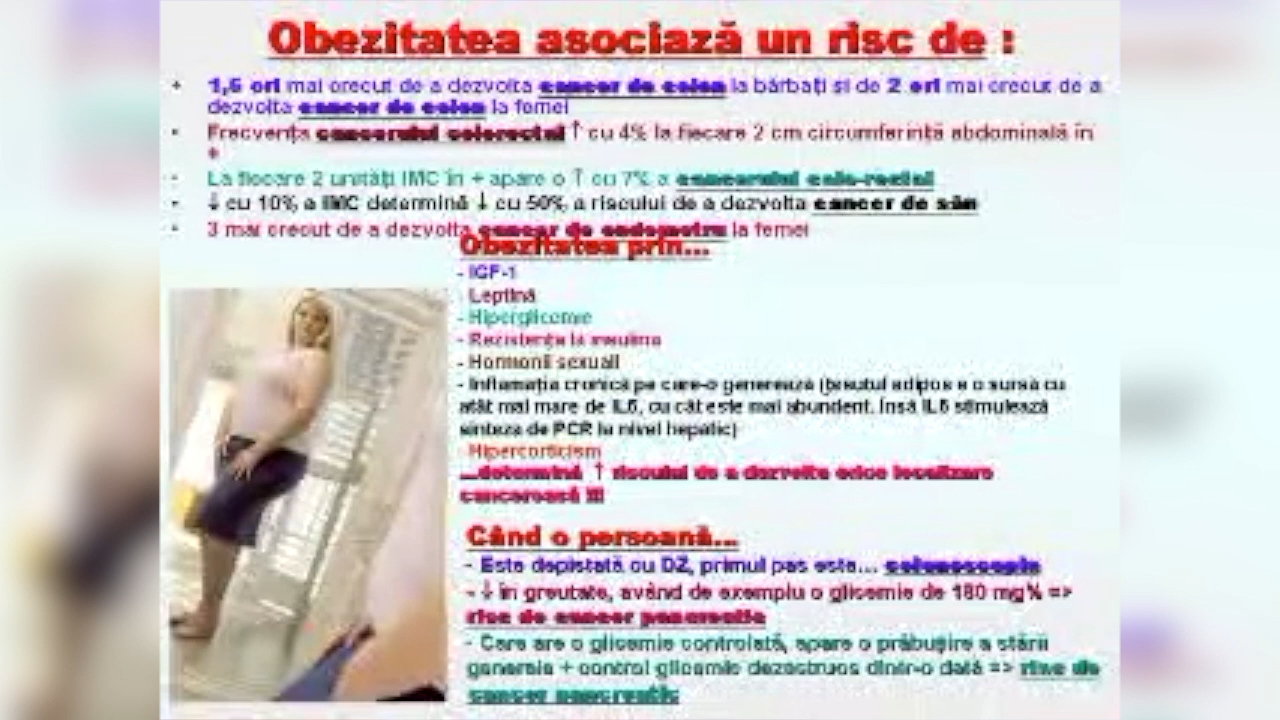 Obezitatea asociază un risc de :
• 1,5 ori mai crecut de a dezvolta cancer de colon la bărbați și de 2 ori mai crecut de a
dezvolta cancer de colon la femei
• Frecvența cancerului colorectal ↑ cu 4% la fiecare 2 cm circumferință abdominală în
+
• La fiecare 2 unități IMC în + apare o ↑ cu 7% a cancerului colo-rectal
• ↓ cu 10% a IMC determină ↓ cu 50% a riscului de a dezvolta cancer de sân
• 3 mai crecut de a dezvolta cancer de endometru la femei
Obezitatea prin...
- IGF-1
- Leptină
- Hiperglicemie
- Rezistența la insulina
- Hormonii sexuali
- Inflamația cronică pe care-o generează (țesutul adipos e o sursă cu
atât mai mare de IL6, cu cât este mai abundent. Însă IL6 stimulează
sinteza de PCR la nivel hepatic)
- Hipercorticism
...determină ↑ riscului de a dezvolta orice localizare
canceroasă !!!
Când o persoană...
- Este depistată cu DZ, primul pas este... colonoscopia
- ↓ în greutate, având de exemplu o glicemie de 180 mg% =>
risc de cancer pancreatic
- Care are o glicemie controlată, apare o prăbușire a stării
generale + control glicemic dezastruos dintr-o dată => risc de
cancer pancreatic